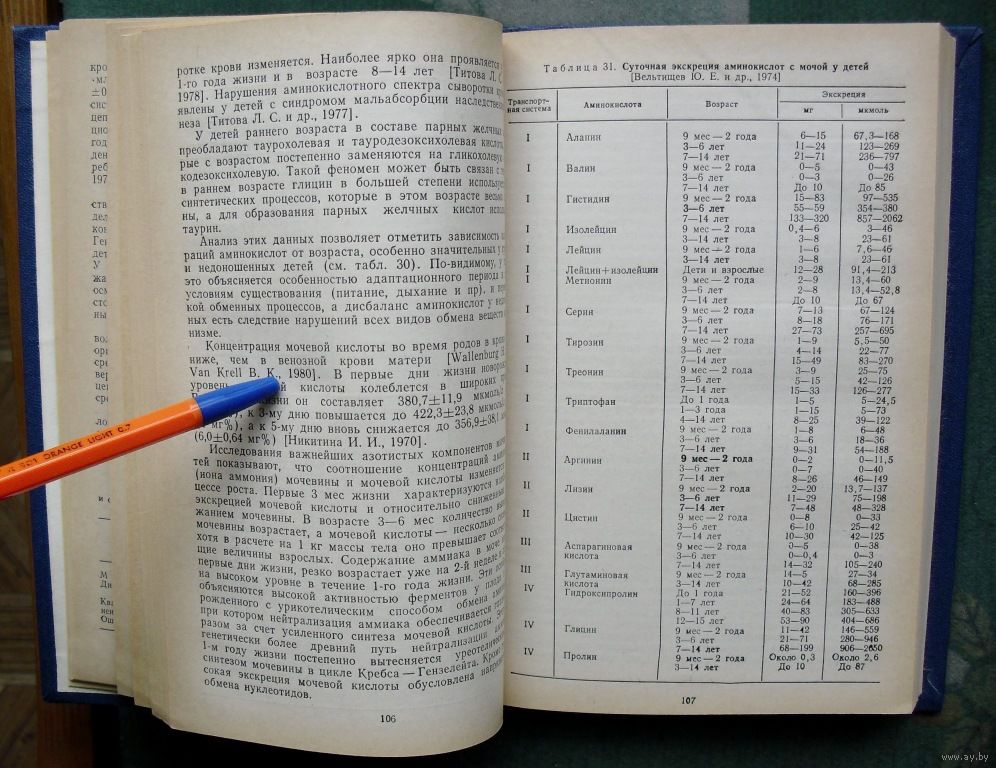 ротке крови изменяется. Наиболее ярко она проявляется
1-го года жизни и в возрасте 8—14 лет [Титова Л. С.
1978]. Нарушения аминокислотного спектра сыворотки
явлены у детей с синдромом мальабсорбции наследствен
неза [Титова Л. С. и др., 1977].
У детей раннего возраста в составе парных желчных
преобладают таурохолевая и тауродезоксихолевая кислоты
рые с возрастом постепенно заменяются на гликохолевую
кодезоксихолевую. Такой феномен может быть связан с
в раннем возрасте глицин в большей степени использ
синтетических процессов, которые в этом возрасте весьм
ны, а для образования парных желчных кислот испол
таурин.
Анализ этих данных позволяет отметить зависимость
раций аминокислот от возраста, особенно значительных у
и недоношенных детей (см. табл. 30). По-видимому, у
это объясняется особенностью адаптационного периода к
условиям существования (питание, дыхание и пр). и
кой обменных процессов, а дисбаланс аминокислот у
ных есть следствие нарушений всех видов обмена веществ
низме.
Концентрация мочевой кислоты во время родов в крови
ниже, чем в венозной крови матери [Wallenburg
Van Krell B. K., 1980]. В первые дни жизни новорож
уровень кислоты колеблется в широких
жизни он составляет 380,7±11,9 мкмоль/
к 3-му дню повышается до 422,3±23,8 мкмоль
мг%), а к 5-му дню вновь снижается до 356,9±38,1
(6,0±0,64 мг%) [Никитина И. И., 1970].
Исследования важнейших азотистых компонентов мочи
тей показывают, что соотношение концентраций амм
(иона аммония) мочевины и мочевой кислоты изменяется
цессе роста. Первые 3 мес жизни характеризуются
экскрецией мочевой кислоты и относительно сниженным
жанием мочевины. В возрасте 3—6 мес количество
мочевины возрастает, а мочевой кислоты — несколько
хотя в расчете на 1 кг массы тела оно превышает соотв
щие величины взрослых. Содержание аммиака в моче
первые дни жизни, резко возрастает уже на 2-й неделе
на высоком уровне в течение 1-го года жизни. Эти
объясняются высокой активностью ферментов у плода
рожденного с урикотелическим способом обмена
при котором нейтрализация аммиака обеспечивается
разом за счет усиленного синтеза мочевой кислоты.
генетически более древний путь нейтрализации
1-м году жизни постепенно вытесняется уреотелич
синтезом мочевины в цикле Кребса — Гензелейта. Кроме
сокая экскреция мочевой кислоты обусловлена
обмена нуклеотидов.
106
ORANGE LIGHT 0.7
Таблица 31. Суточная экскреция аминокислот с мочой у детей
[Вельтищев Ю. Е. и др., 1974]
Транспорт- Аминокислота Возраст Экскреция
ная система мг мкмоль
I Аланин 9 мес — 2 года 6—15 67,3—168
3—6 лет 11—24 123—269
7—14 лет 21—71 236—797
I Валин 9 мес — 2 года 0—5 0—43
3—6 лет 0—3 0—26
7—14 лет До 10 До 85
I Гистидин 9 мес — 2 года 15—83 97—535
3—6 лет 55—59 354—380
7—14 лет 133—320 857—2062
I Изолейцин 9 мес — 2 года 0,4—6 3—46
3—14 лет 3—8 23—61
I Лейцин 9 мес — 2 года 1—6 7,6—46
3—14 лет 3—8 23—61
I Лейцин+изолейцин Дети и взрослые 12—28 91,4—213
I Метионин 9 мес — 2 года 2—9 13,4—60
3—6 лет 2—8 13,4—52,8
7—14 лет До 10 До 67
I Серин 9 мес — 2 года 7—13 67—124
3—6 лет 8—18 76—171
7—14 лет 27—73 257—695
I Тирозин 9 мес — 2 года 1—9 5,5—50
3—6 лет 4—14 22—77
7—14 лет 15—49 83—270
I Треонин 9 мес — 2 года 3—9 25—75
3—6 лет 5—15 42—126
7—14 лет 15—33 126—277
I Триптофан До 1 года 1—5 5—24,5
1—3 года 1—15 5—73
4—14 лет 8—25 39—122
I Фенилаланин 9 мес — 2 года 1—8 6—48
3—6 лет 3—6 18—36
7—14 лет 9—31 54—188
II Аргинин 9 мес — 2 года 0—2 0—11,5
3—6 лет 0—7 0—40
7—14 лет 8—26 46—149
II Лизин 9 мес — 2 года 2—20 13,7—137
3—6 лет 11—29 75—198
7—14 лет 7—48 48—328
II Цистин 9 мес — 2 года 0—8 0—33
3—6 лет 6—10 25—42
7—14 лет 10—30 42—125
III Аспарагиновая 9 мес — 2 года 0—5 0—38
кислота 3—6 лет 0—0,4 0—3
7—14 лет 14—32 105—240
III Глутаминовая 9 мес — 2 года 5—14 27—34
кислота 3—14 лет 10—42 68—285
IV Гидроксипролин До 1 года 21—52 160—396
1—7 лет 24—64 183—488
8—11 лет 40—83 305—633
12—15 лет 53—90 404—686
IV Глицин 9 мес — 2 года 11—42 146—559
3—6 лет 21—71 280—946
7—14 лет 68—199 906—2650
IV Пролин 9 мес — 2 года Около 0,3 Около 2,6
3—14 лет До 10 До 87
107
www.ay.by